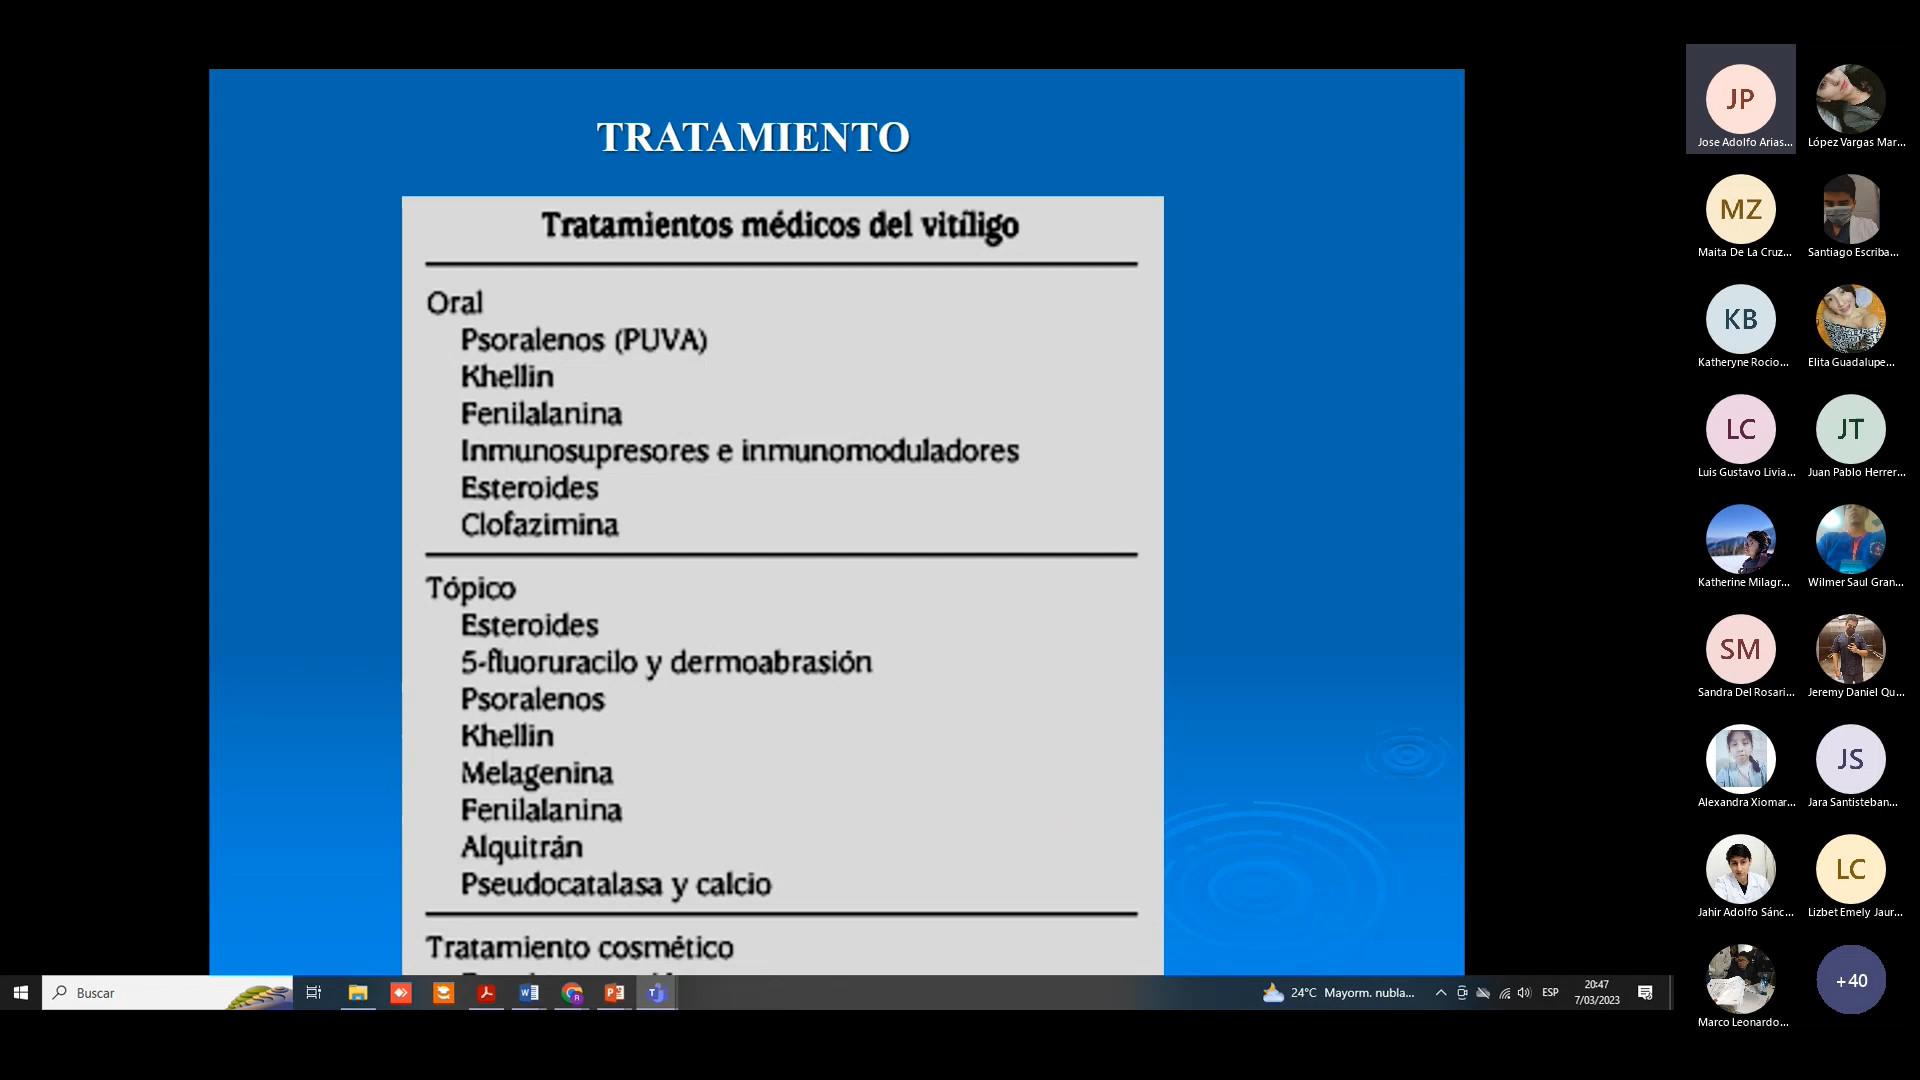 TRATAMIENTO
Tratamientos médicos del vitíligo
Oral
Psoralenos (PUVA)
Khellin
Fenilalanina
Inmunosupresores e inmunomoduladores
Esteroides
Clofazimina
Tópico
Esteroides
5-fluoruracilo y dermoabrasión
Psoralenos
Khellin
Melagenina
Fenilalanina
Alquitrán
Pseudocatalasa y calcio
Tratamiento cosmético
Buscar
24°C Mayorm. nubla...
ESP
20:47
7/03/2023
JP
Jose Adolfo Arias...
López Vargas Mar...
MZ
Maita De La Cruz...
Santiago Escriba...
KB
Katheryne Rocio...
Elita Guadalupe...
LC
Luis Gustavo Livia...
JT
Juan Pablo Herrer...
Katherine Milagr...
Wilmer Saul Gran...
SM
Sandra Del Rosari...
Jeremy Daniel Qu...
Alexandra Xiomar...
JS
Jara Santisteban...
Jahir Adolfo Sánc...
LC
Lizbet Emely Jaur...
Marco Leonardo...
+40